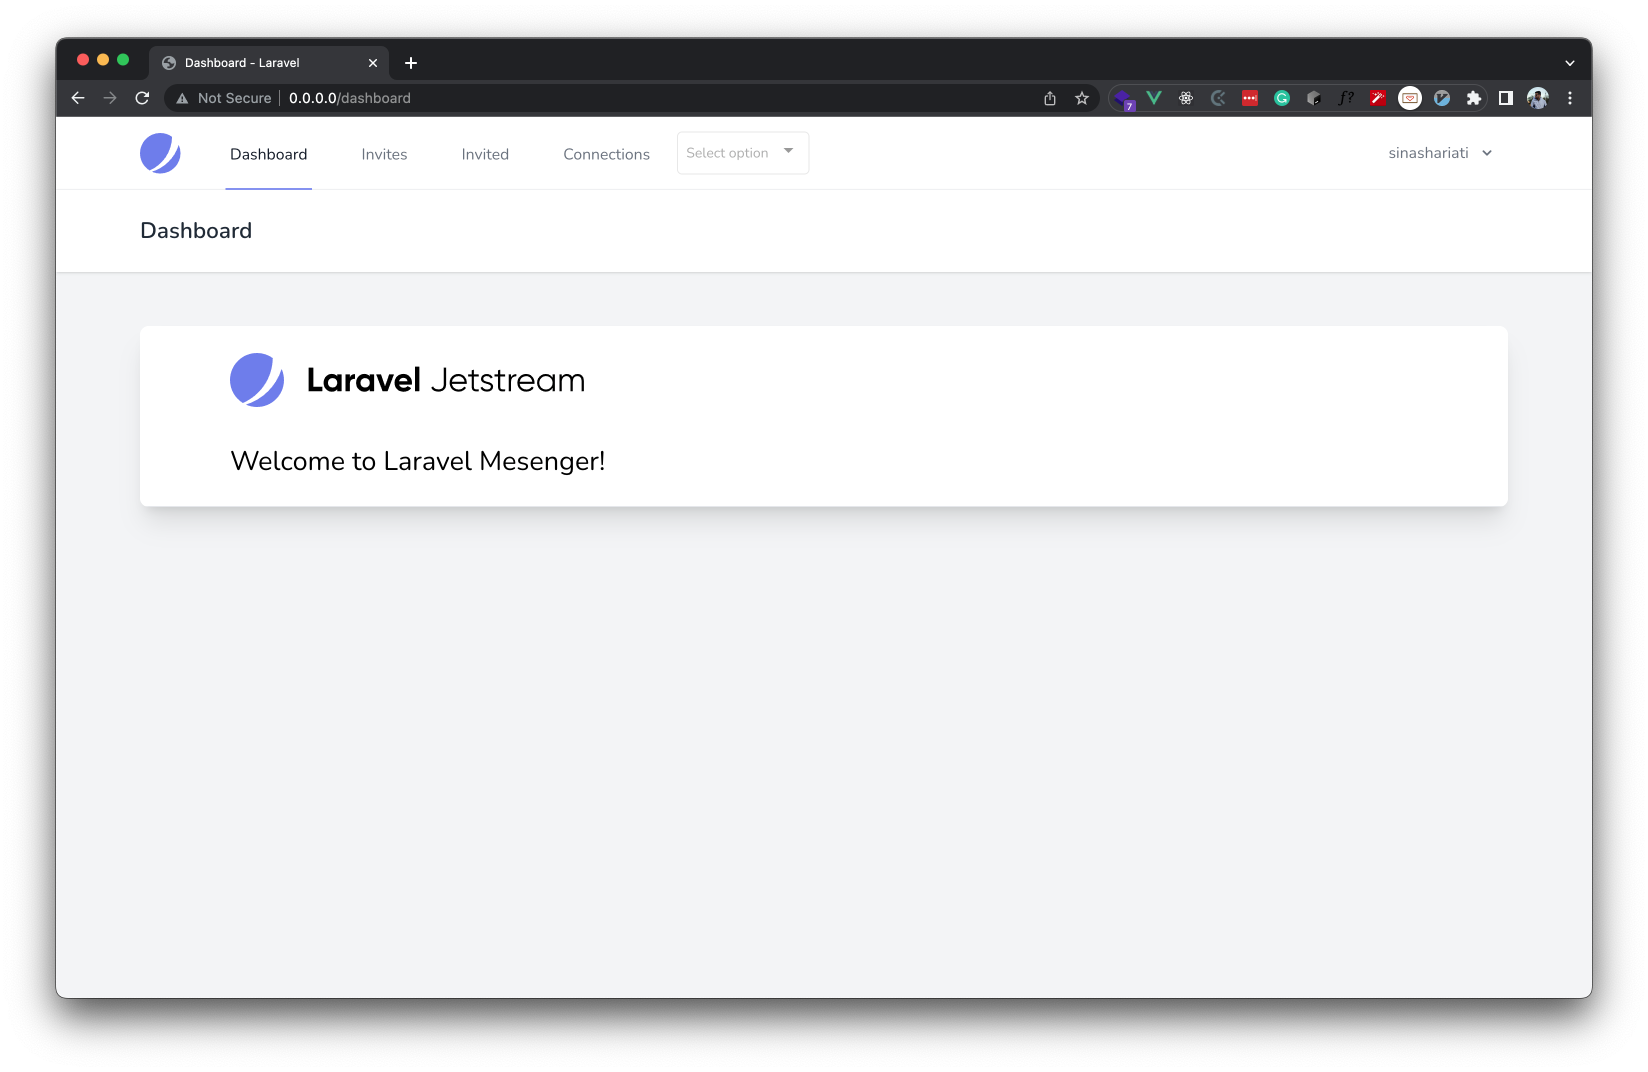 Dashboard - Laravel
Not Secure 0.0.0.0/dashboard
7
f?
Dashboard Invites Invited Connections Select option sinashariati
Dashboard
Laravel Jetstream
Welcome to Laravel Mesenger!